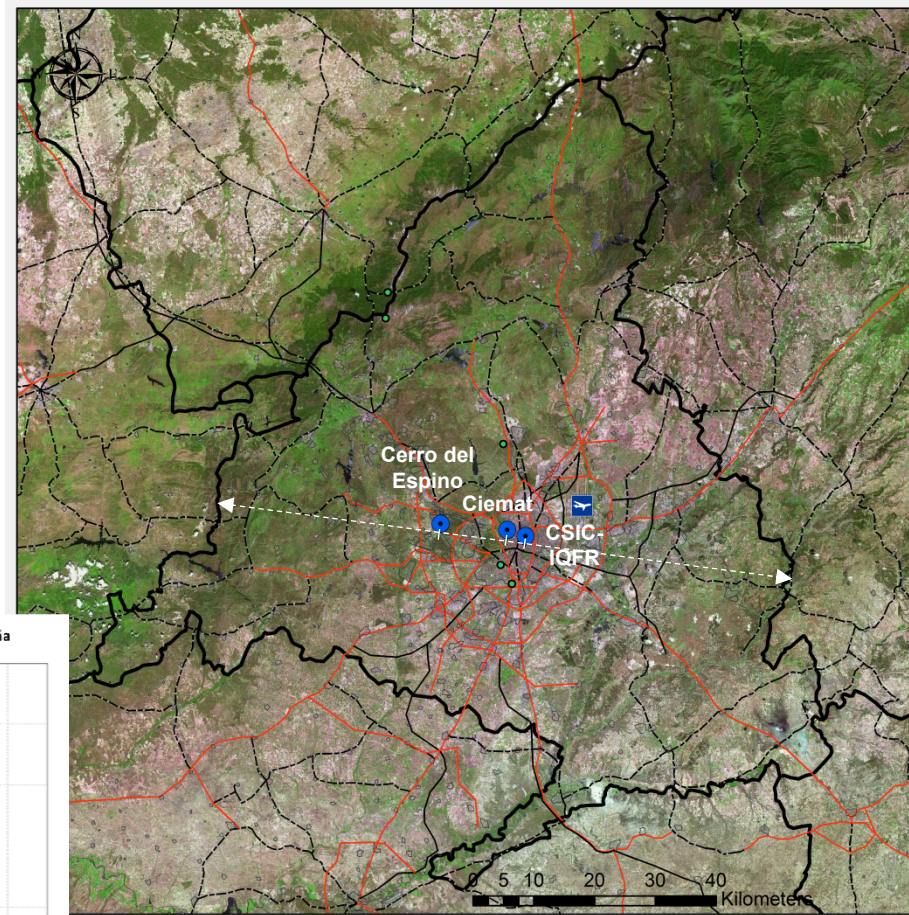 S
Cerro del
Espino
Ciemat
CSIC-
IQFR
0 5 10 20 30 40
Kilometers